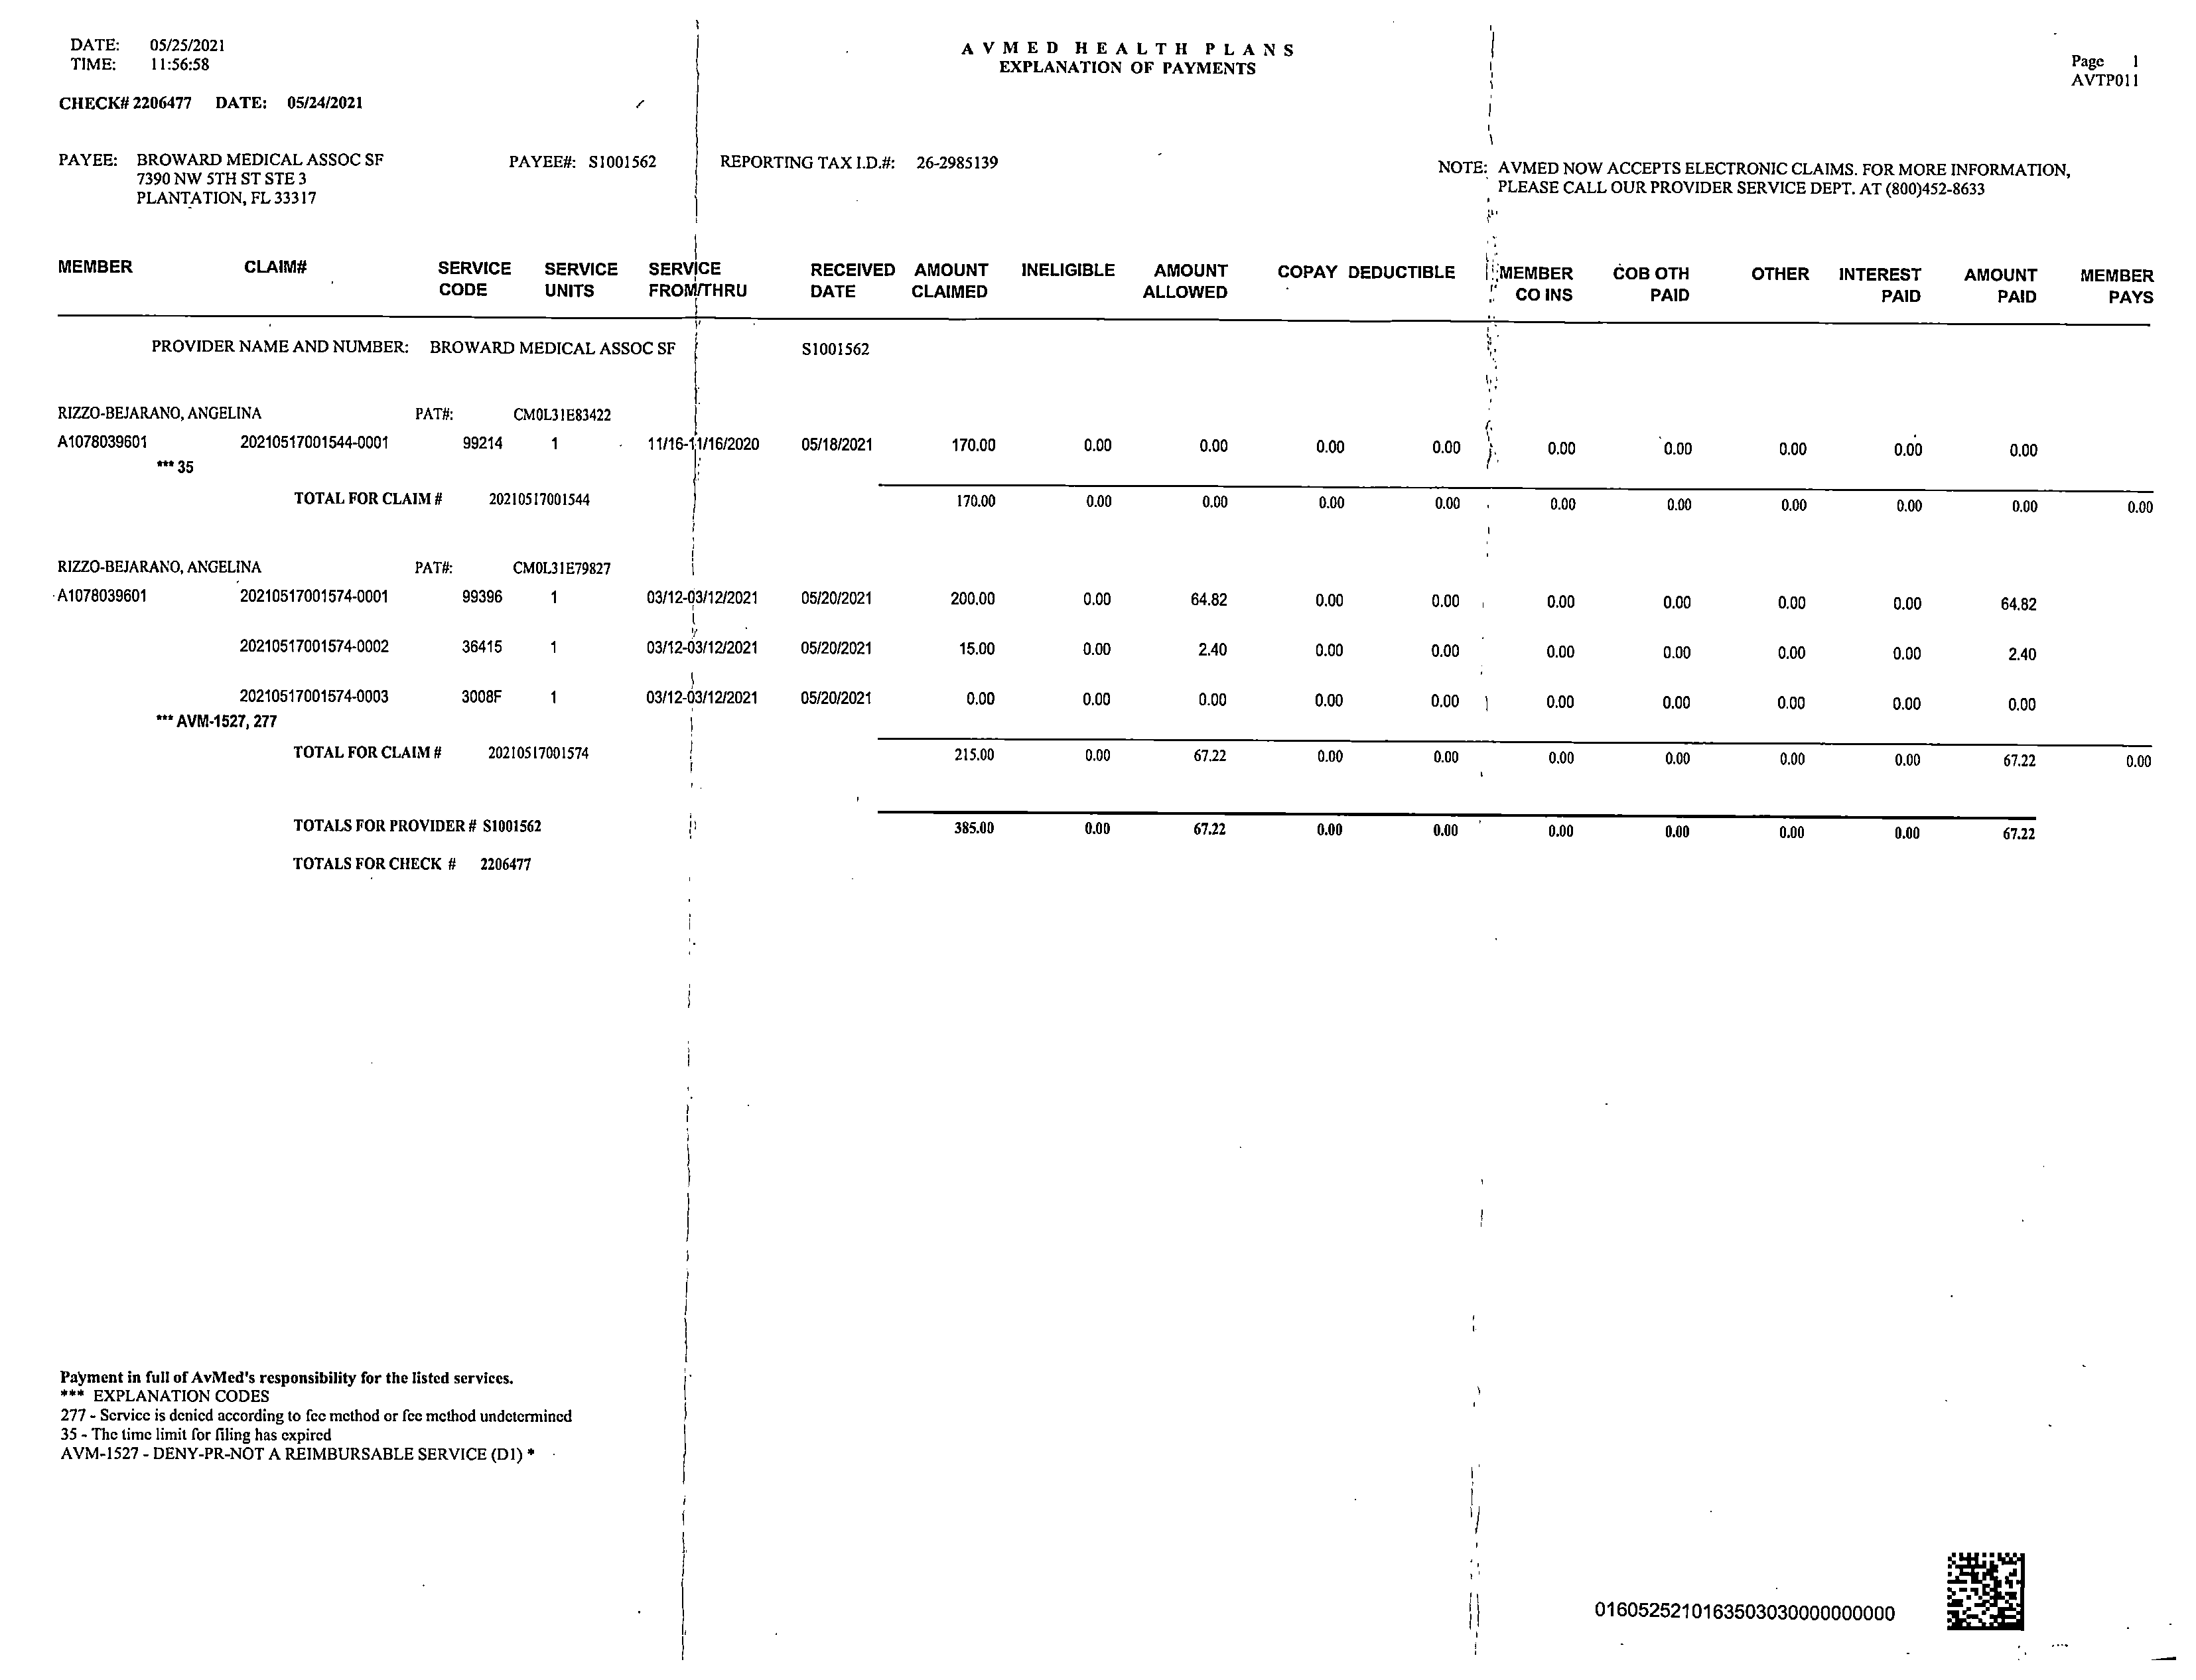 DATE: 05/25/2021
TIME: 11:56:58
A V M E D H E A L T H P L A N S
EXPLANATION OF PAYMENTS
Page 1
AVTP011
CHECK# 2206477 DATE: 05/24/2021
PAYEE: BROWARD MEDICAL ASSOC SF PAYEE#: S1001562 REPORTING TAX I.D.#: 26-2985139
7390 NW 5TH ST STE 3
PLANTATION, FL 33317
NOTE: AVMED NOW ACCEPTS ELECTRONIC CLAIMS. FOR MORE INFORMATION,
PLEASE CALL OUR PROVIDER SERVICE DEPT. AT (800)452-8633
MEMBER CLAIM# SERVICE SERVICE SERVICE RECEIVED AMOUNT INELIGIBLE AMOUNT COPAY DEDUCTIBLE MEMBER COB OTH OTHER INTEREST AMOUNT MEMBER
CODE UNITS FROM/THRU DATE CLAIMED ALLOWED CO INS PAID PAID PAID PAYS
PROVIDER NAME AND NUMBER: BROWARD MEDICAL ASSOC SF S1001562
RIZZO-BEJARANO, ANGELINA PAT#: CM0L31E83422
A1078039601 20210517001544-0001 99214 1 11/16-11/16/2020 05/18/2021 170.00 0.00 0.00 0.00 0.00 0.00 0.00 0.00 0.00 0.00
*** 35
TOTAL FOR CLAIM # 20210517001544 170.00 0.00 0.00 0.00 0.00 0.00 0.00 0.00 0.00 0.00 0.00
RIZZO-BEJARANO, ANGELINA PAT#: CM0L31E79827
A1078039601 20210517001574-0001 99396 1 03/12-03/12/2021 05/20/2021 200.00 0.00 64.82 0.00 0.00 0.00 0.00 0.00 0.00 64.82
20210517001574-0002 36415 1 03/12-03/12/2021 05/20/2021 15.00 0.00 2.40 0.00 0.00 0.00 0.00 0.00 0.00 2.40
20210517001574-0003 3008F 1 03/12-03/12/2021 05/20/2021 0.00 0.00 0.00 0.00 0.00 0.00 0.00 0.00 0.00 0.00
*** AVM-1527, 277
TOTAL FOR CLAIM # 20210517001574 215.00 0.00 67.22 0.00 0.00 0.00 0.00 0.00 0.00 67.22 0.00
TOTALS FOR PROVIDER # S1001562 385.00 0.00 67.22 0.00 0.00 0.00 0.00 0.00 0.00 67.22
TOTALS FOR CHECK # 2206477
Payment in full of AvMed's responsibility for the listed services.
*** EXPLANATION CODES
277 - Service is denied according to fee method or fee method undetermined
35 - The time limit for filing has expired
AVM-1527 - DENY-PR-NOT A REIMBURSABLE SERVICE (D1) *
01605252101635030300000000​00